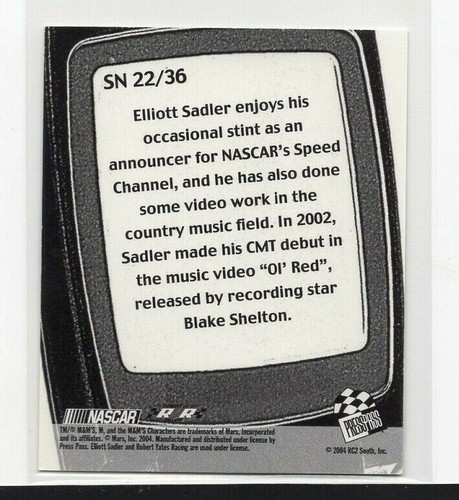 SN 22/36
Elliott Sadler enjoys his
occasional stint as an
announcer for NASCAR's Speed
Channel, and he has also done
some video work in the
country music field. In 2002,
Sadler made his CMT debut in
the music video "Ol' Red",
released by recording star
Blake Shelton.
NASCAR R R
PRESS PASS
TM/® M&M'S, M, and the M&M'S Characters are trademarks of Mars, Incorporated
and its affiliates. © Mars, Inc. 2004. Manufactured and distributed under license by
Press Pass. Elliott Sadler and Robert Yates Racing are used under license.
© 2004 RC2 South, Inc.